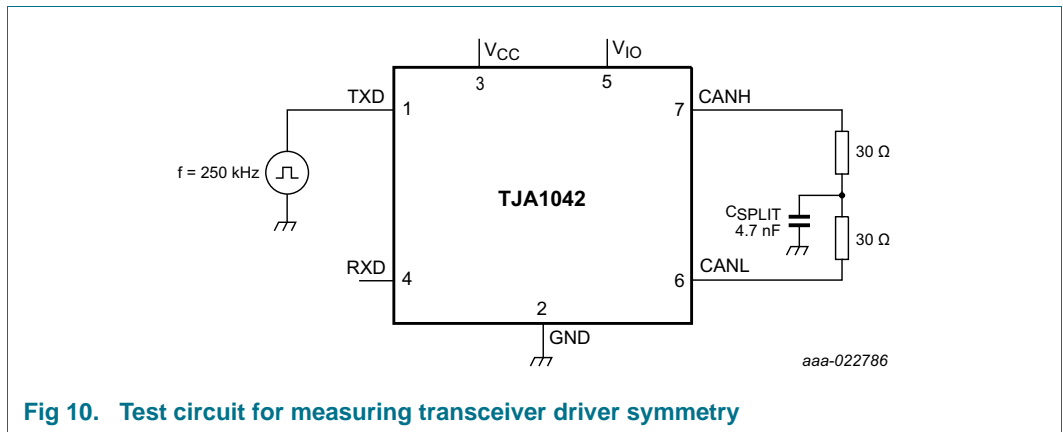 VCC
VIO
3
5
TXD
1
7
CANH
f = 250 kHz
30 Ω
TJA1042
CSPLIT
4.7 nF
30 Ω
RXD
4
6
CANL
2
GND
aaa-022786
Fig 10. Test circuit for measuring transceiver driver symmetry